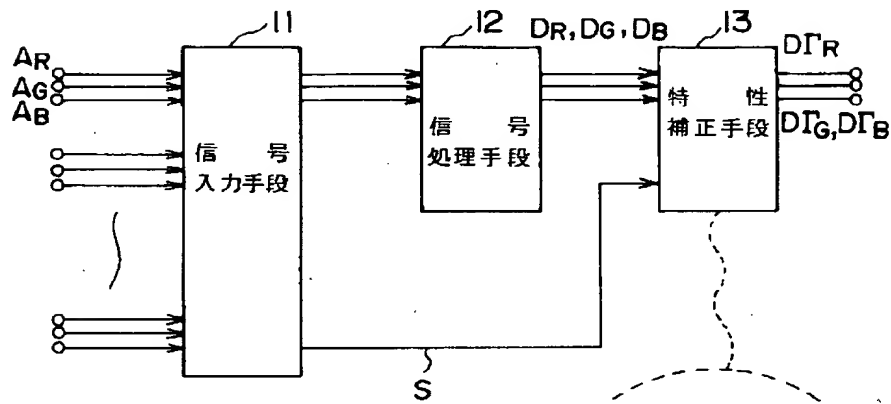 11
12
DR, DG, DB
13
DΓR
AR
AG
AB
信号
入力手段
信号
処理手段
特性
補正手段
DΓG, DΓB
S